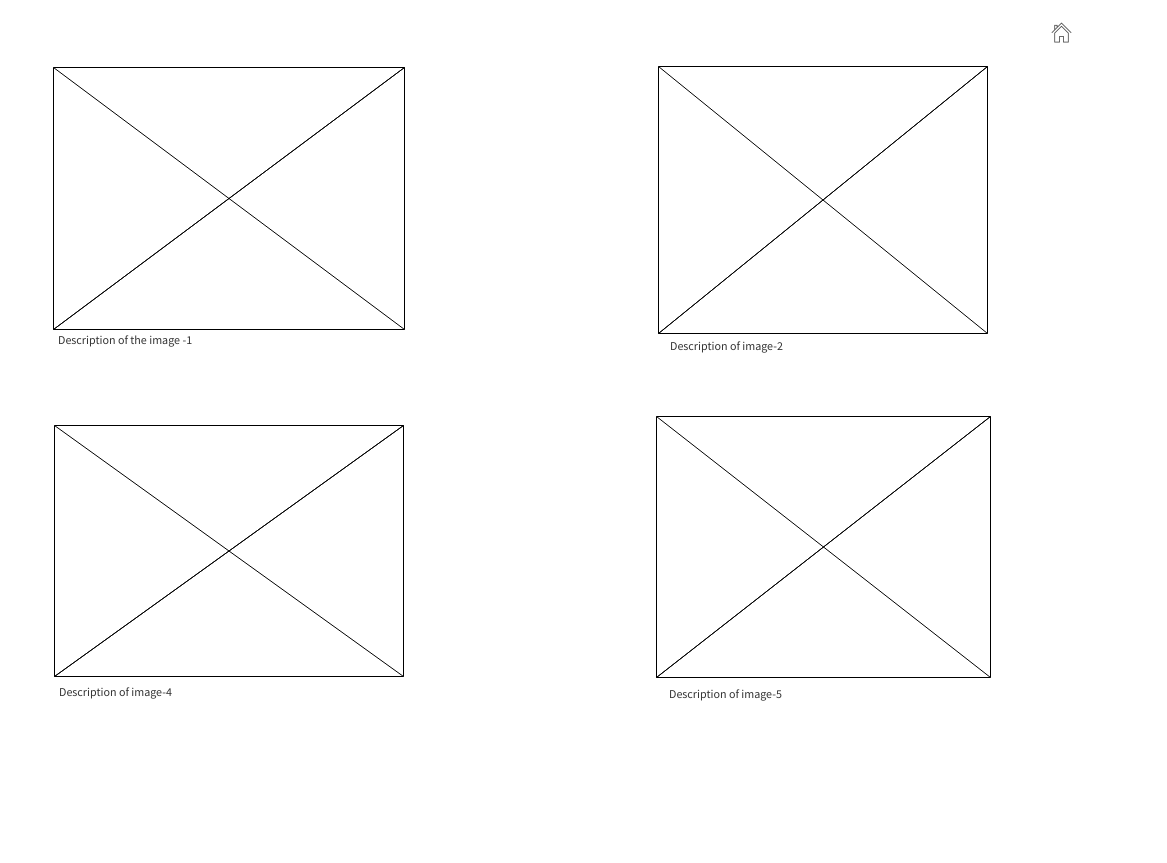 Description of the image -1
Description of image-2
Description of image-4
Description of image-5